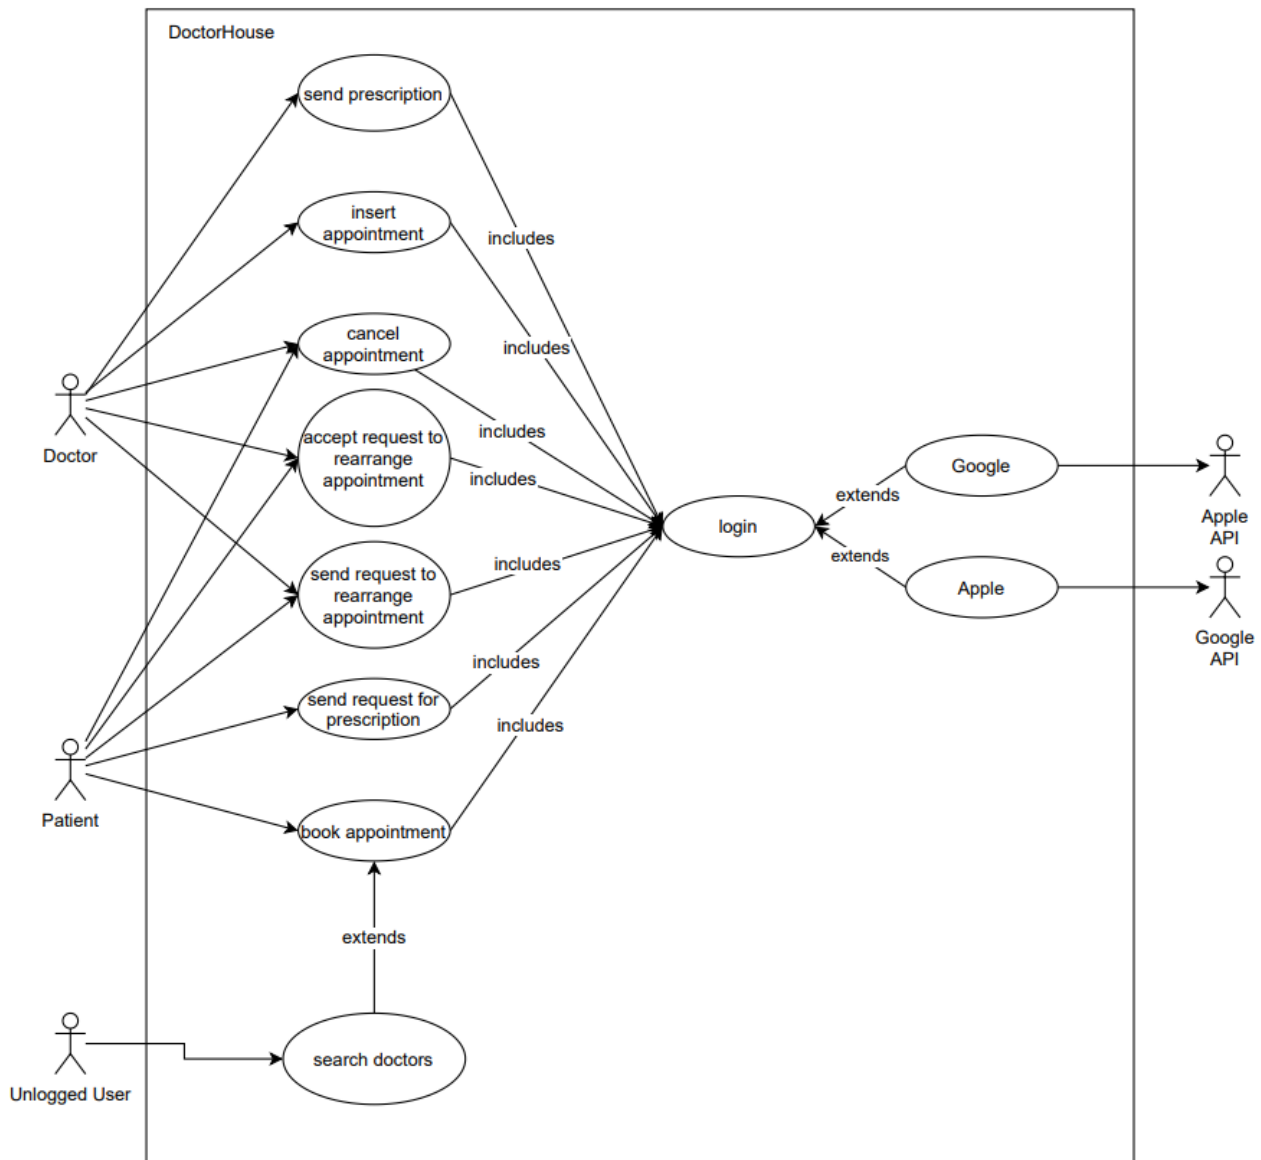 DoctorHouse
send prescription
insert
appointment
includes
cancel
appointment
includes
accept request to
rearrange
appointment
includes
includes
Doctor
Google
extends
Apple
API
login
extends
send request to
rearrange
appointment
includes
Apple
Google
API
includes
send request for
prescription
includes
Patient
book appointment
extends
search doctors
Unlogged User